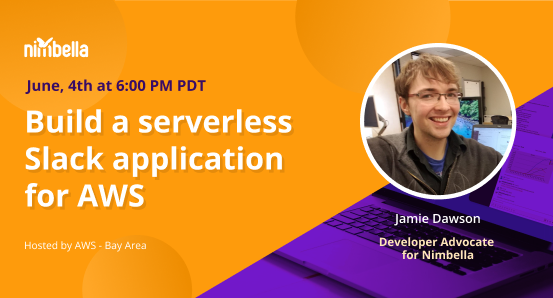 nimbella
June, 4th at 6:00 PM PDT
Build a serverless
Slack application
for AWS
Hosted by AWS - Bay Area
Jamie Dawson
Developer Advocate
for Nimbella